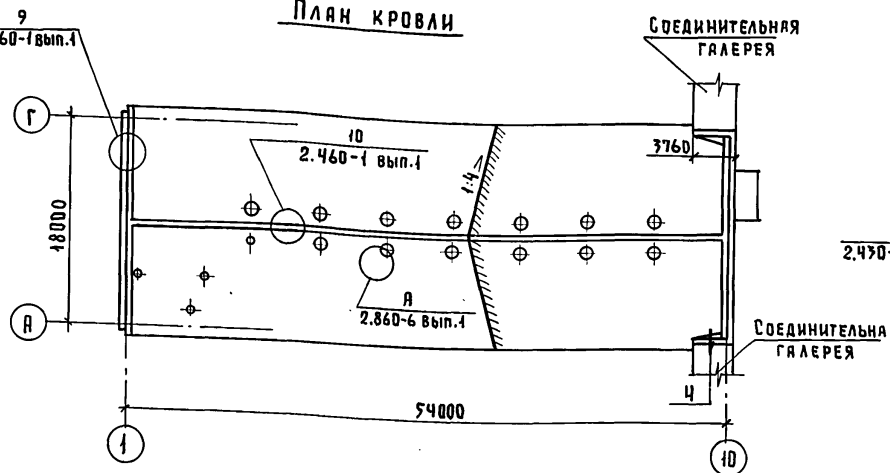 План кровли
9
60-1 вып.1
Соединительная
галерея
Г
10
2.460-1 вып.1
1:4
3760
18000
2.430-
А
2.860-6 вып.1
А
Соединительна
галерея
4
54000
1
10